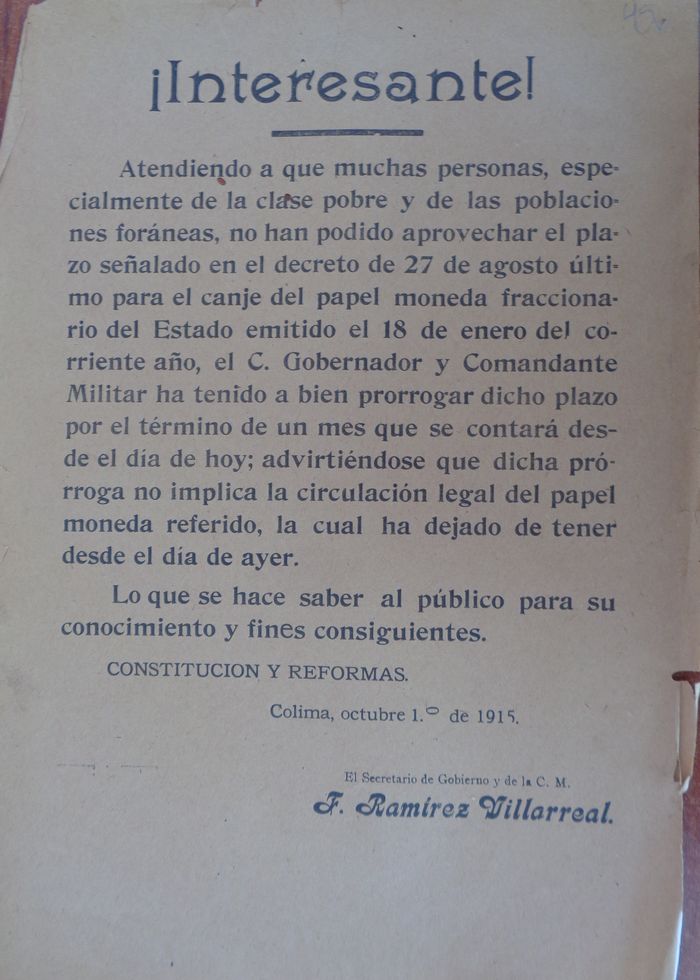 ¡Interesante!
Atendiendo a que muchas personas, espe-
cialmente de la clase pobre y de las poblacio-
nes foráneas, no han podido aprovechar el pla-
zo señalado en el decreto de 27 de agosto últi-
mo para el canje del papel moneda fracciona-
rio del Estado emitido el 18 de enero del co-
rriente año, el C. Gobernador y Comandante
Militar ha tenido a bien prorrogar dicho plazo
por el término de un mes que se contará des-
de el día de hoy; advirtiéndose que dicha pró-
rroga no implica la circulación legal del papel
moneda referido, la cual ha dejado de tener
desde el día de ayer.
Lo que se hace saber al público para su
conocimiento y fines consiguientes.
CONSTITUCION Y REFORMAS.
Colima, octubre 1.º de 1915.
El Secretario de Gobierno y de la C. M.
F. Ramírez Villarreal.